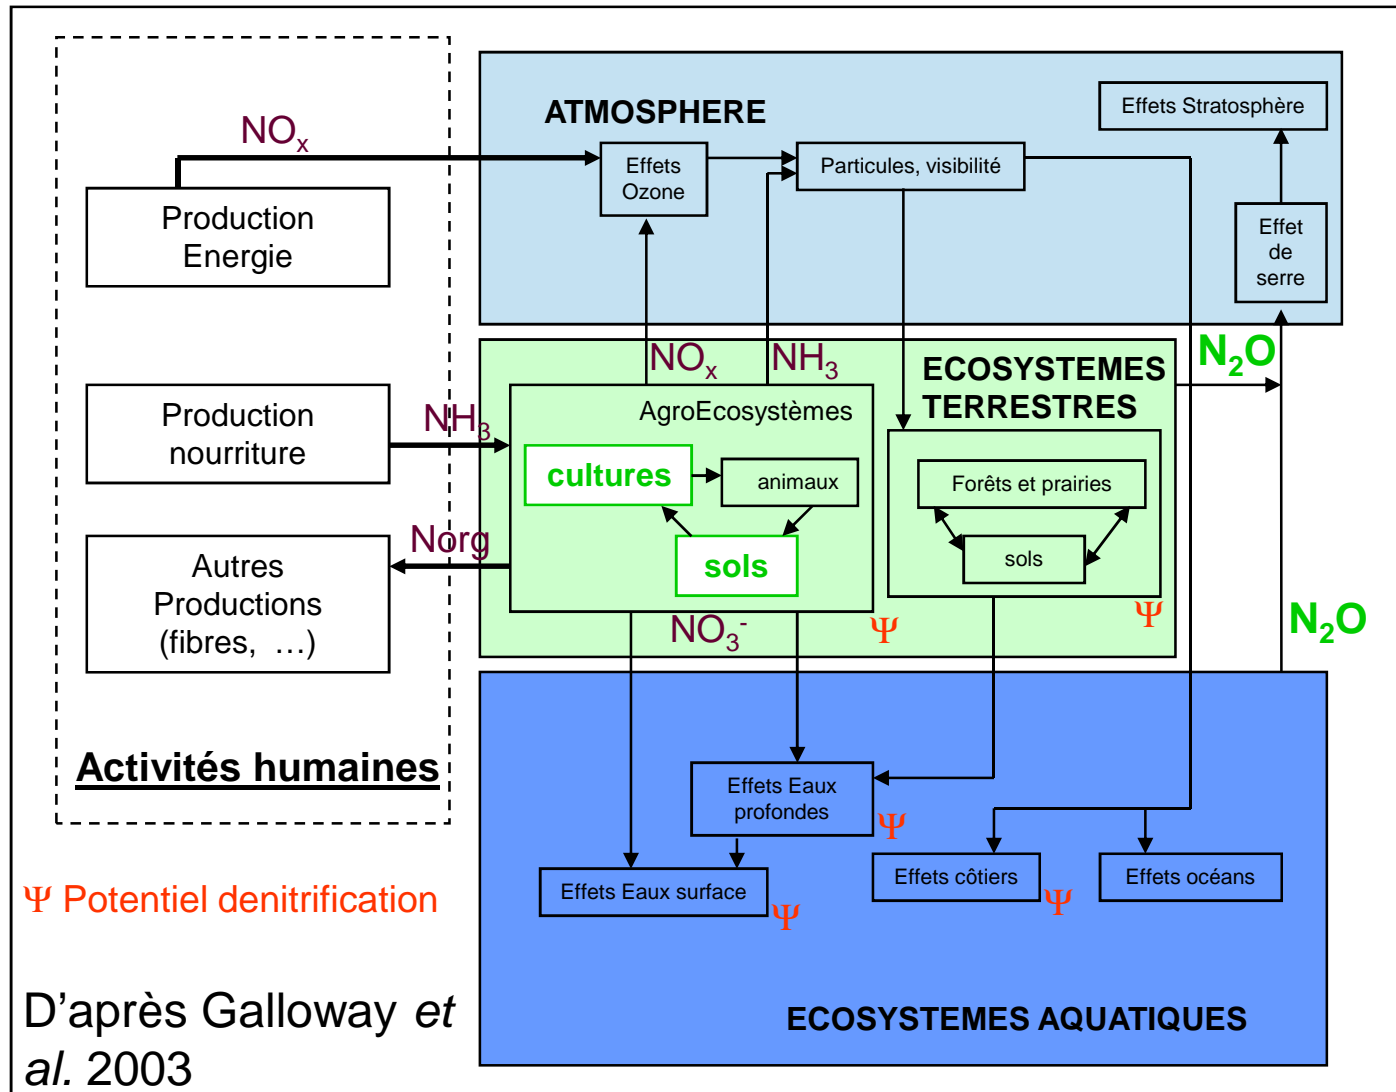 NOx
Production
Energie
Production
nourriture
NH3
Norg
Autres
Productions
(fibres, …)
Activités humaines
ATMOSPHERE
Effets
Ozone
Particules, visibilité
Effets Stratosphère
Effet
de
serre
NOx
NH3
N2O
ECOSYSTEMES
TERRESTRES
AgroEcosystèmes
cultures
animaux
sols
Forêts et prairies
sols
NO3-
Ψ
Ψ
N2O
Effets Eaux
profondes
Ψ
Effets Eaux surface
Ψ
Effets côtiers
Ψ
Effets océans
ECOSYSTEMES AQUATIQUES
Ψ Potentiel denitrification
D’après Galloway et
al. 2003